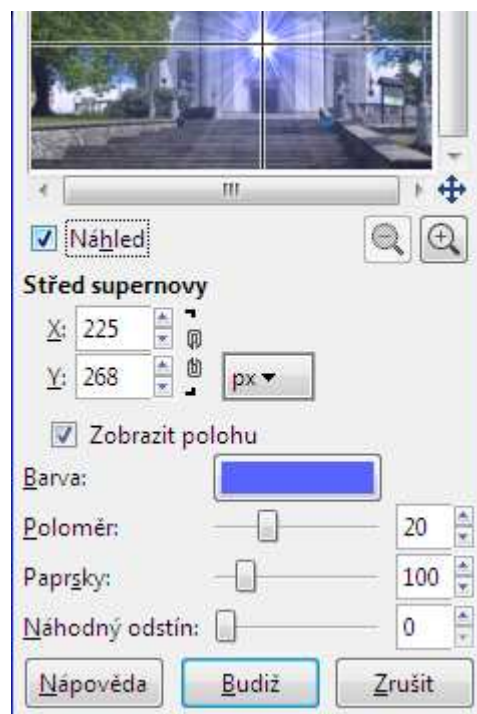 Náhled
Střed supernovy
X: 225
Y: 268
px
Zobrazit polohu
Barva:
Poloměr: 20
Paprsky: 100
Náhodný odstín: 0
Nápověda Budiž Zrušit